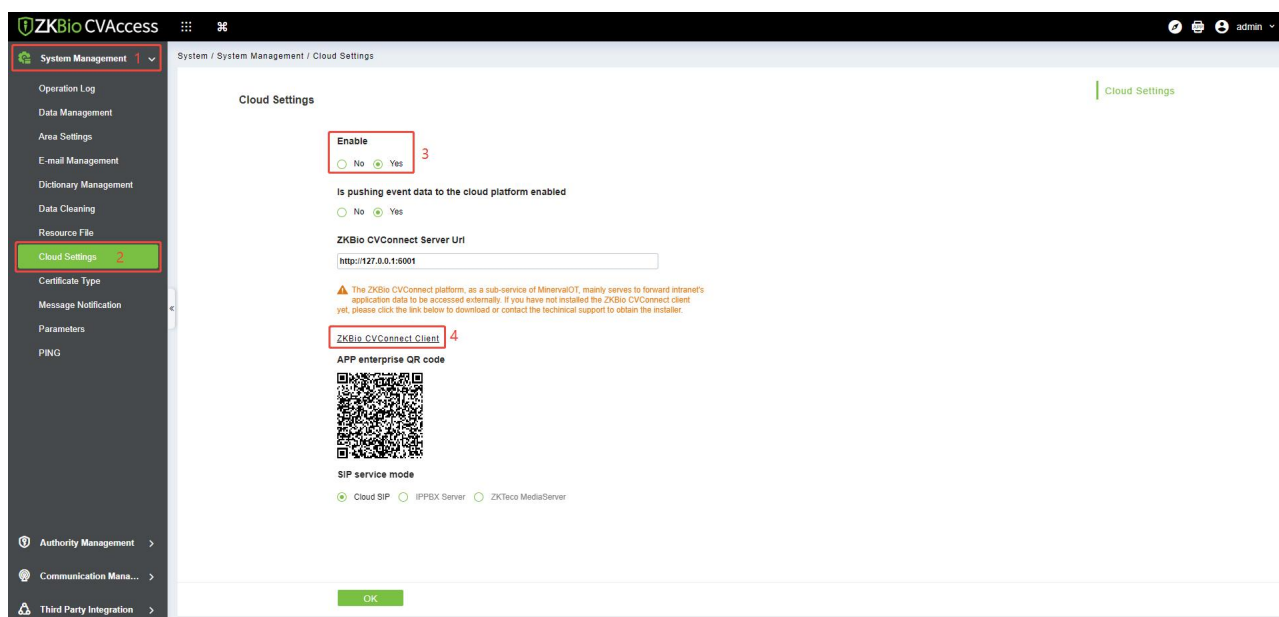 ZKBio CVAccess
admin
System Management 1
System / System Management / Cloud Settings
Operation Log
Data Management
Area Settings
E-mail Management
Dictionary Management
Data Cleaning
Resource File
Cloud Settings 2
Certificate Type
Message Notification
Parameters
PING
Authority Management
Communication Mana...
Third Party Integration
Cloud Settings
Cloud Settings
Enable
No Yes 3
Is pushing event data to the cloud platform enabled
No Yes
ZKBio CVConnect Server Url
http://127.0.0.1:6001
The ZKBio CVConnect platform, as a sub-service of MinervaIOT, mainly serves to forward intranet's
application data to be accessed externally. If you have not installed the ZKBio CVConnect client
yet, please click the link below to download or contact the techinical support to obtain the installer.
ZKBio CVConnect Client 4
APP enterprise QR code
SIP service mode
Cloud SIP IPPBX Server ZKTeco MediaServer
OK